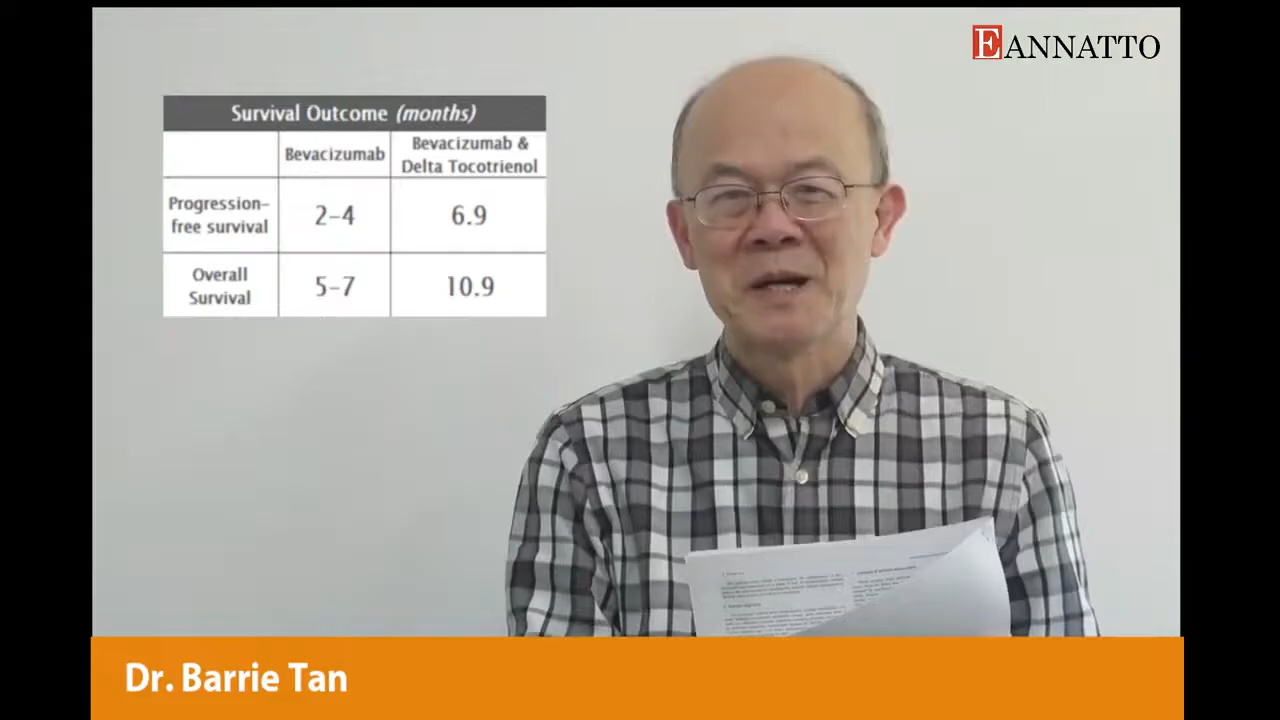 EANNATTO
Survival Outcome (months)
Bevacizumab
Bevacizumab &
Delta Tocotrienol
Progression-
free survival
2–4
6.9
Overall
Survival
5–7
10.9
Dr. Barrie Tan